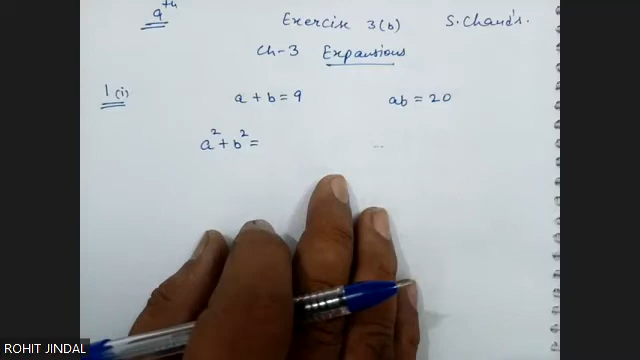 9th Exercise 3(b) S.Chand's.
Ch-3 Expansions
1(i) a + b = 9 ab = 20
a² + b² =
ROHIT JINDAL